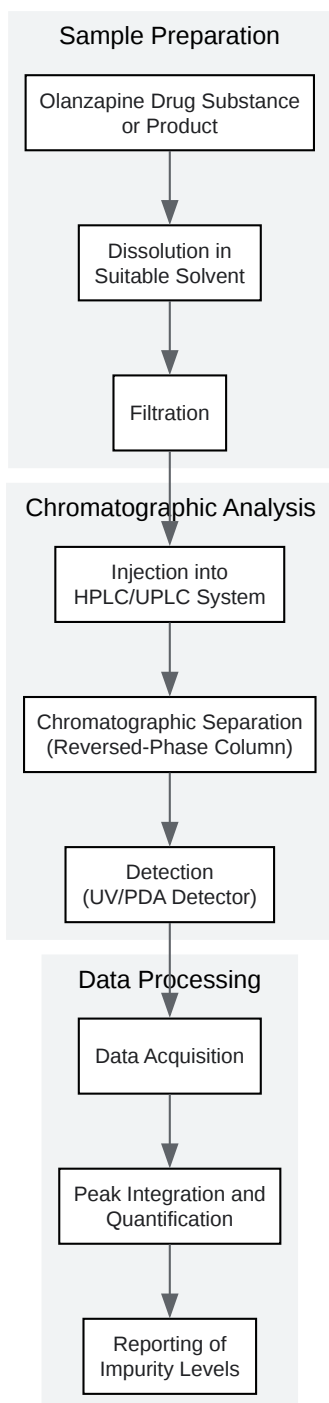 Sample Preparation
Olanzapine Drug Substance
or Product
Dissolution in
Suitable Solvent
Filtration
Chromatographic Analysis
Injection into
HPLC/UPLC System
Chromatographic Separation
(Reversed-Phase Column)
Detection
(UV/PDA Detector)
Data Processing
Data Acquisition
Peak Integration and
Quantification
Reporting of
Impurity Levels